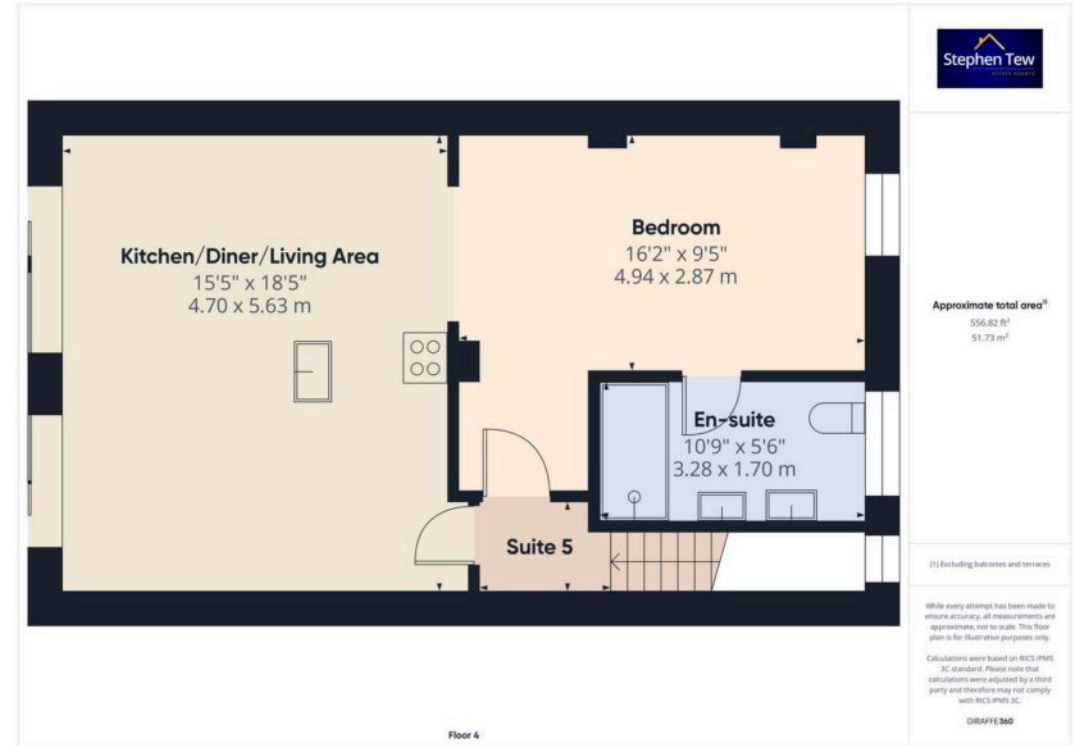 Stephen Tew
ESTATE AGENTS
Kitchen/Diner/Living Area
15'5" x 18'5"
4.70 x 5.63 m
Bedroom
16'2" x 9'5"
4.94 x 2.87 m
En-suite
10'9" x 5'6"
3.28 x 1.70 m
Suite 5
Floor 4
Approximate total area⁽¹⁾
556.82 ft²
51.73 m²
(1) Excluding balconies and terraces
While every attempt has been made to
ensure accuracy, all measurements are
approximate, not to scale. This floor
plan is for illustrative purposes only.
Calculations were based on RICS IPMS
3C standard. Please note that
calculations were adjusted by a third
party and therefore may not comply
with RICS IPMS 3C.
GIRAFFE360